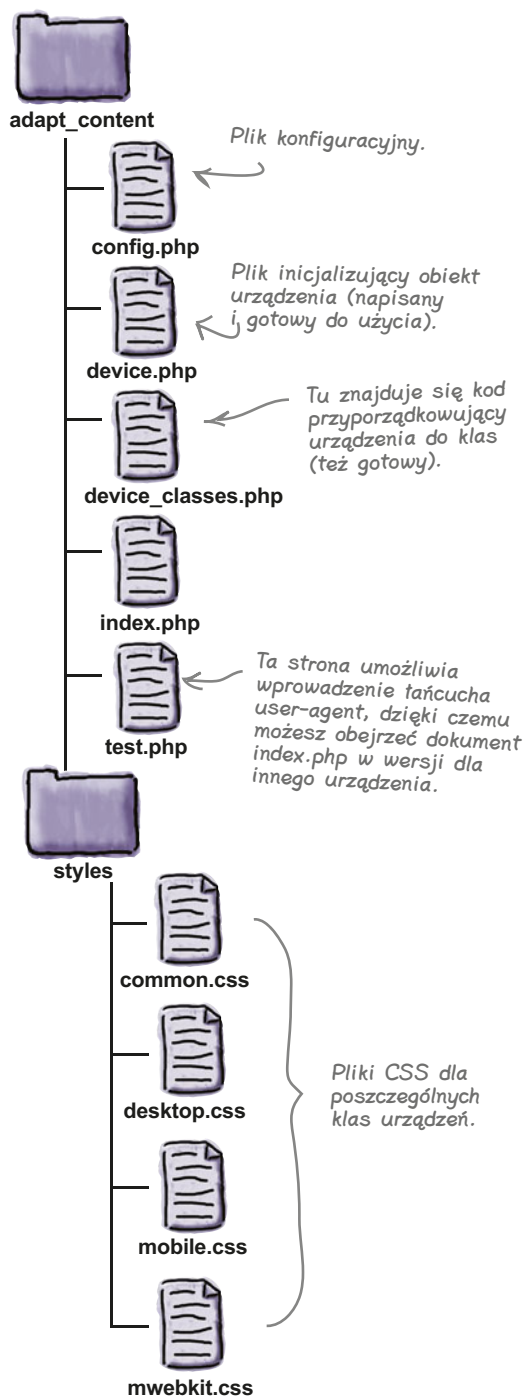 adapt_content
Plik konfiguracyjny.
config.php
Plik inicjalizujący obiekt
urządzenia (napisany
i gotowy do użycia).
device.php
Tu znajduje się kod
przyporządkowujący
urządzenia do klas
(też gotowy).
device_classes.php
index.php
Ta strona umożliwia
wprowadzenie łańcucha
user-agent, dzięki czemu
możesz obejrzeć dokument
index.php w wersji dla
innego urządzenia.
test.php
styles
common.css
desktop.css
Pliki CSS dla
poszczególnych
klas urządzeń.
mobile.css
mwebkit.css